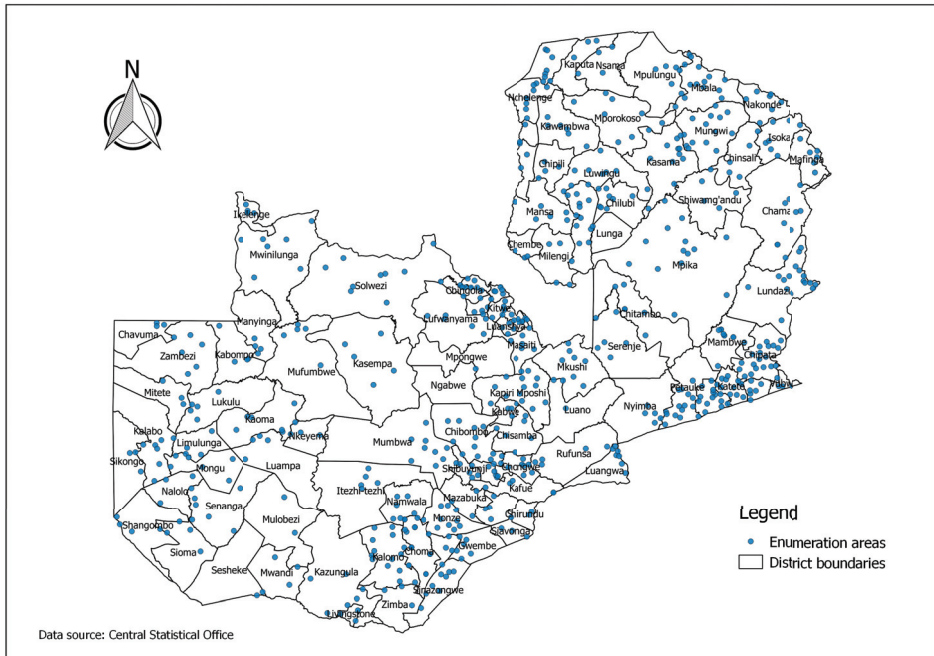 N
Kaputa
Nsama
Mpulungu
Mbala
Nchelenge
Nakonde
Kawambwa
Mporokoso
Mungwi
Isoka
Chipili
Kasama
Chinsali
Mafinga
Luwingu
Ikelenge
Mansa
Chilubi
Shiwamg'andu
Chama
Lunga
Mwinilunga
Chembe
Milengi
Mpika
Solwezi
Chingola
Lundazi
Manyinga
Lufwanyama
Kitwe
Luanshya
Chitambo
Chavuma
Masaiti
Mambwe
Zambezi
Kabompo
Serenje
Chipata
Mufumbwe
Kasempa
Mpongwe
Mkushi
Mitete
Ngabwe
Petauke
Katete
Lukulu
Kapiri Mposhi
Nyimba
Kaoma
Kabwe
Luano
Kalabo
Nkeyema
Chibombo
Chisamba
Limulunga
Mumbwa
Rufunsa
Sikongo
Mongu
Luampa
Shibuyunji
Chongwe
Luangwa
Nalolo
Itezhi-tezhi
Kafue
Senanga
Namwala
Mazabuka
Chirundu
Shangombo
Mulobezi
Monze
Siavonga
Sioma
Kalomo
Choma
Gwembe
Sesheke
Mwandi
Kazungula
Sinazongwe
Zimba
Livingstone
Legend
Enumeration areas
District boundaries
Data source: Central Statistical Office